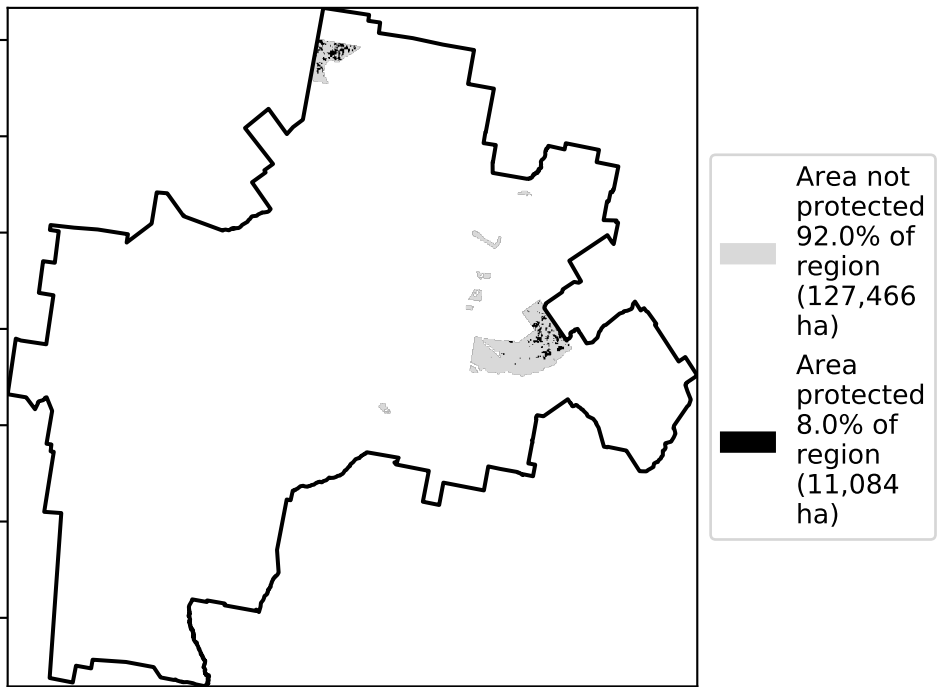 Area not
protected
92.0% of
region
(127,466
ha)
Area
protected
8.0% of
region
(11,084
ha)